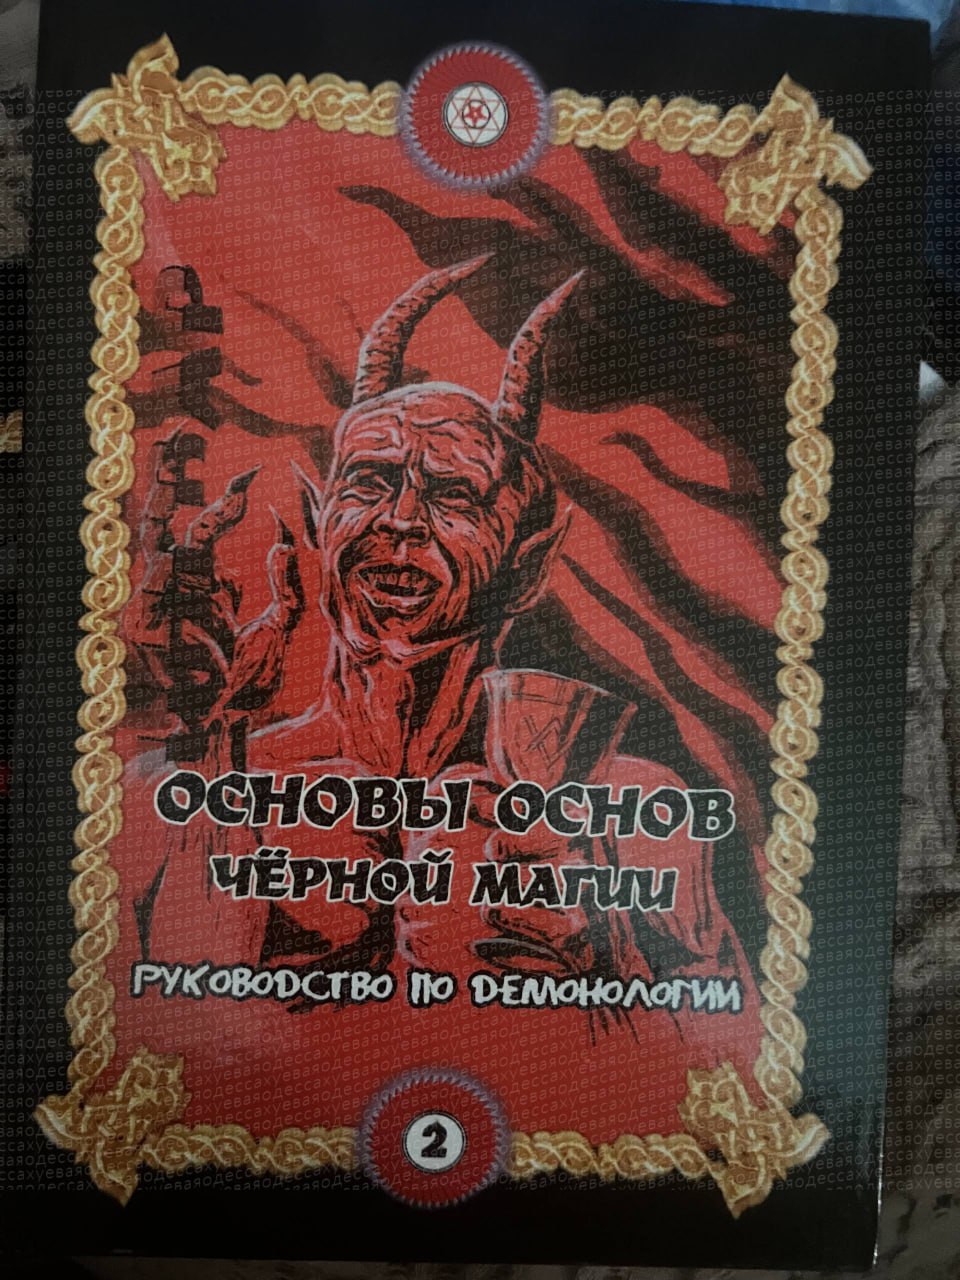 ОСНОВЫ ОСНОВ
ЧЁРНОЙ МАГИИ
РУКОВОДСТВО ПО ДЕМОНОЛОГИИ
2